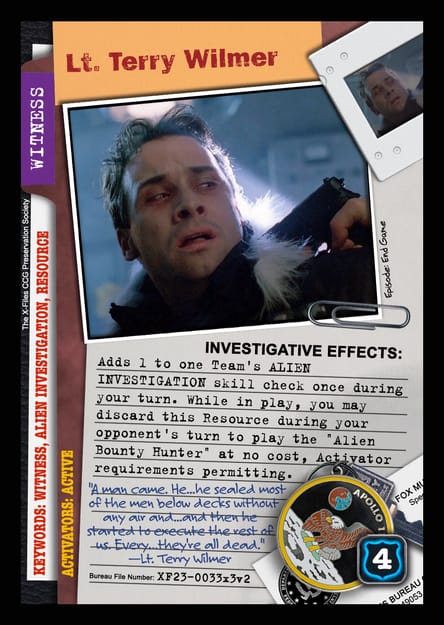 Lt. Terry Wilmer
WITNESS
The X-Files CCG Preservation Society
KEYWORDS: WITNESS, ALIEN INVESTIGATION, RESOURCE
ACTIVATORS: ACTIVE
Episode: End Game
INVESTIGATIVE EFFECTS:
Adds 1 to one Team's ALIEN
INVESTIGATION skill check once during
your turn. While in play, you may
discard this Resource during your
opponent's turn to play the "Alien
Bounty Hunter" at no cost, Activator
requirements permitting.
"A man came. He...he sealed most
of the men below decks without
any air and...and then he
started to execute the rest of
us. Every...they're all dead."
—Lt. Terry Wilmer
Bureau File Number: XF23-0033x3v2
APOLLO
FOX MU
Spe
4
US BUREAU
49053